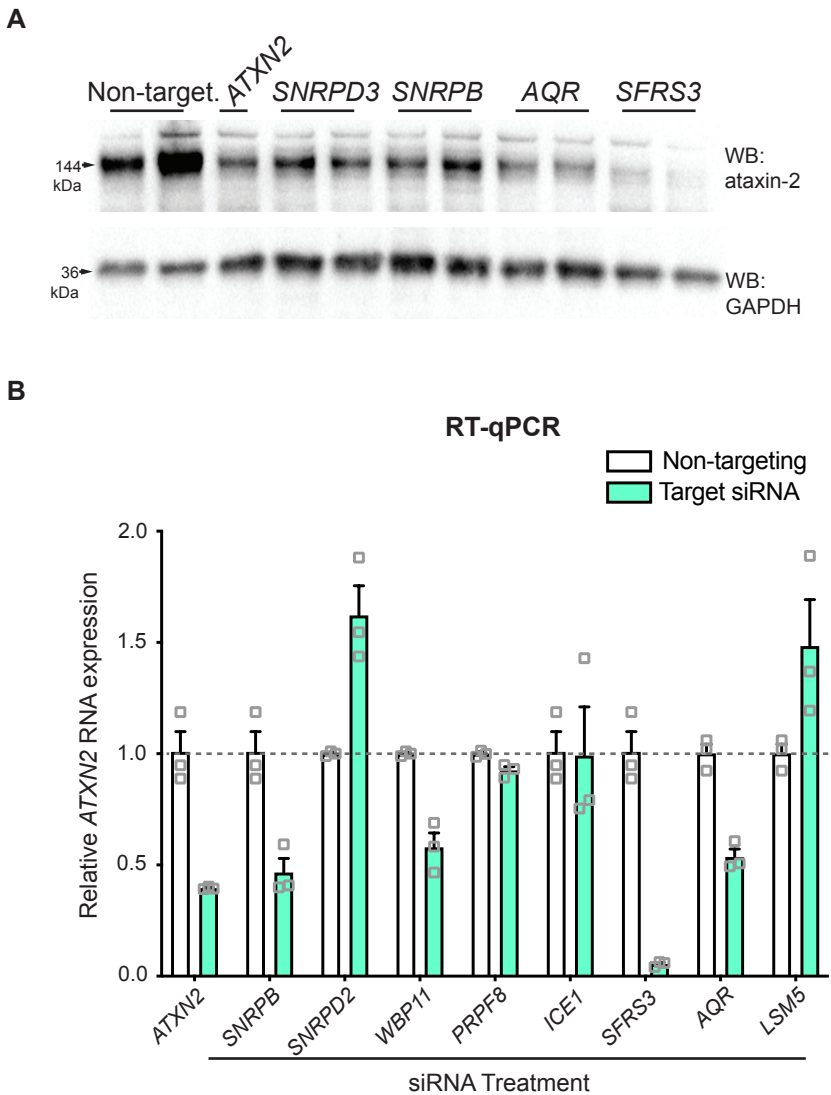 A
Non-target. ATXN2 SNRPD3 SNRPB AQR SFRS3
144
kDa
WB:
ataxin-2
36
kDa
WB:
GAPDH
B
RT-qPCR
Non-targeting
Target siRNA
Relative ATXN2 RNA expression
2.0
1.5
1.0
0.5
0.0
ATXN2 SNRPB SNRPD2 WBP11 PRPF8 ICE1 SFRS3 AQR LSM5
siRNA Treatment